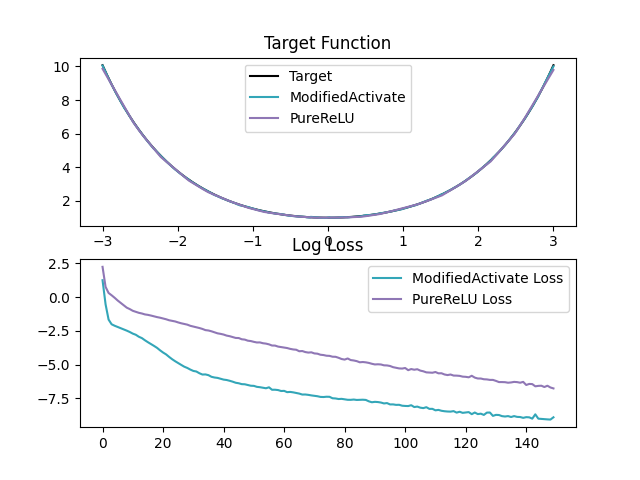 Target Function
10
8
6
4
2
Target
ModifiedActivate
PureReLU
−3 −2 −1 0 1 2 3
Log Loss
2.5
0.0
−2.5
−5.0
−7.5
ModifiedActivate Loss
PureReLU Loss
0 20 40 60 80 100 120 140